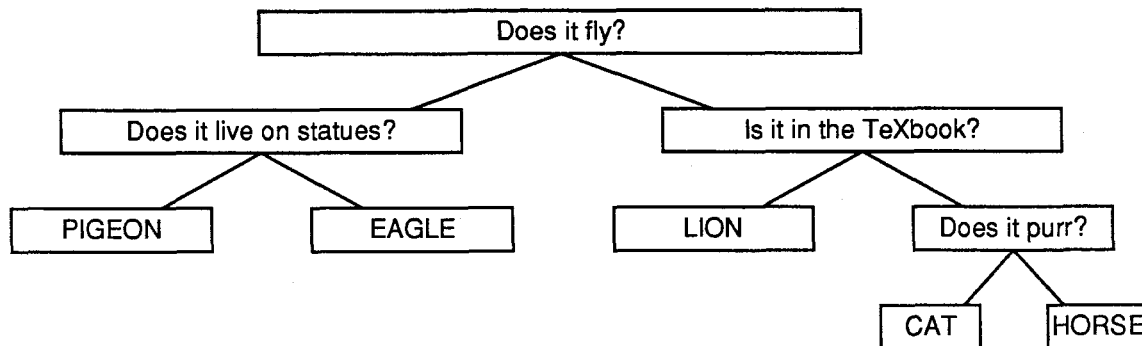 Does it fly?
Does it live on statues?
Is it in the TeXbook?
PIGEON
EAGLE
LION
Does it purr?
CAT
HORSE